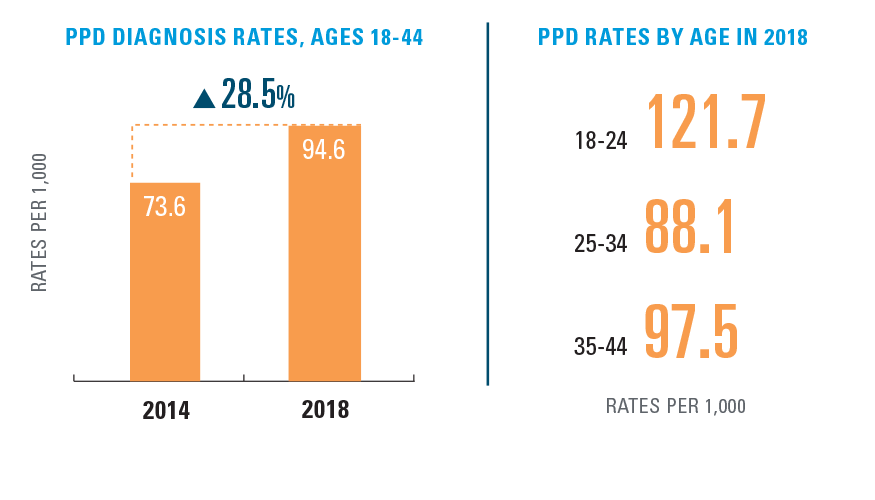 PPD DIAGNOSIS RATES, AGES 18-44
▲ 28.5%
RATES PER 1,000
73.6
94.6
2014
2018
PPD RATES BY AGE IN 2018
18-24 121.7
25-34 88.1
35-44 97.5
RATES PER 1,000